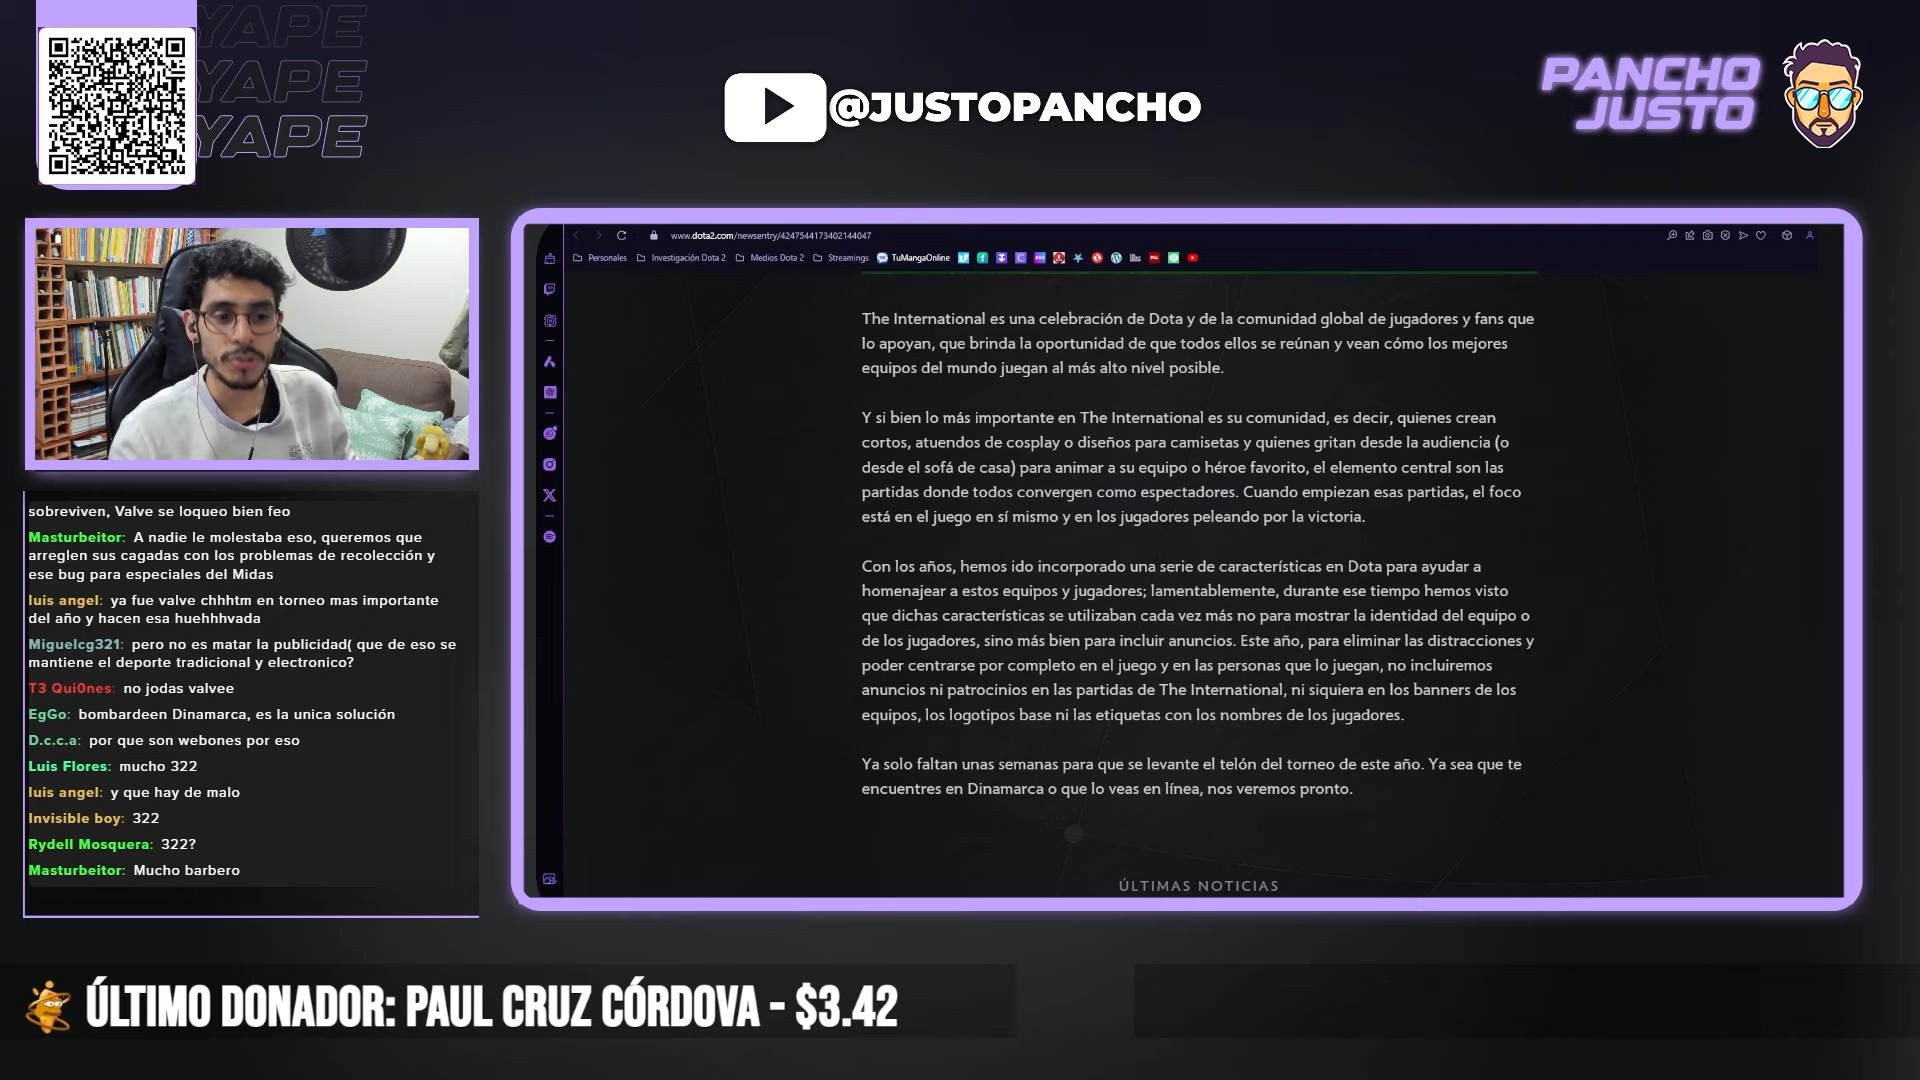 YAPE
YAPE
YAPE
@JUSTOPANCHO
PANCHO
JUSTO
www.dota2.com/newsentry/4247544173402144047
Personales
Investigación Dota 2
Medios Dota 2
Streamings
TuMangaOnline
The International es una celebración de Dota y de la comunidad global de jugadores y fans que
lo apoyan, que brinda la oportunidad de que todos ellos se reúnan y vean cómo los mejores
equipos del mundo juegan al más alto nivel posible.
Y si bien lo más importante en The International es su comunidad, es decir, quienes crean
cortos, atuendos de cosplay o diseños para camisetas y quienes gritan desde la audiencia (o
desde el sofá de casa) para animar a su equipo o héroe favorito, el elemento central son las
partidas donde todos convergen como espectadores. Cuando empiezan esas partidas, el foco
está en el juego en sí mismo y en los jugadores peleando por la victoria.
Con los años, hemos ido incorporado una serie de características en Dota para ayudar a
homenajear a estos equipos y jugadores; lamentablemente, durante ese tiempo hemos visto
que dichas características se utilizaban cada vez más no para mostrar la identidad del equipo o
de los jugadores, sino más bien para incluir anuncios. Este año, para eliminar las distracciones y
poder centrarse por completo en el juego y en las personas que lo juegan, no incluiremos
anuncios ni patrocinios en las partidas de The International, ni siquiera en los banners de los
equipos, los logotipos base ni las etiquetas con los nombres de los jugadores.
Ya solo faltan unas semanas para que se levante el telón del torneo de este año. Ya sea que te
encuentres en Dinamarca o que lo veas en línea, nos veremos pronto.
ÚLTIMAS NOTICIAS
sobreviven, Valve se loqueo bien feo
Masturbeitor: A nadie le molestaba eso, queremos que
arreglen sus cagadas con los problemas de recolección y
ese bug para especiales del Midas
luis angel: ya fue valve chhhtm en torneo mas importante
del año y hacen esa huehhhvada
Miguelcg321: pero no es matar la publicidad( que de eso se
mantiene el deporte tradicional y electronico?
T3 Qui0nes: no jodas valvee
EgGo: bombardeen Dinamarca, es la unica solución
D.c.c.a: por que son webones por eso
Luis Flores: mucho 322
luis angel: y que hay de malo
Invisible boy: 322
Rydell Mosquera: 322?
Masturbeitor: Mucho barbero
ÚLTIMO DONADOR: PAUL CRUZ CÓRDOVA - $3.42